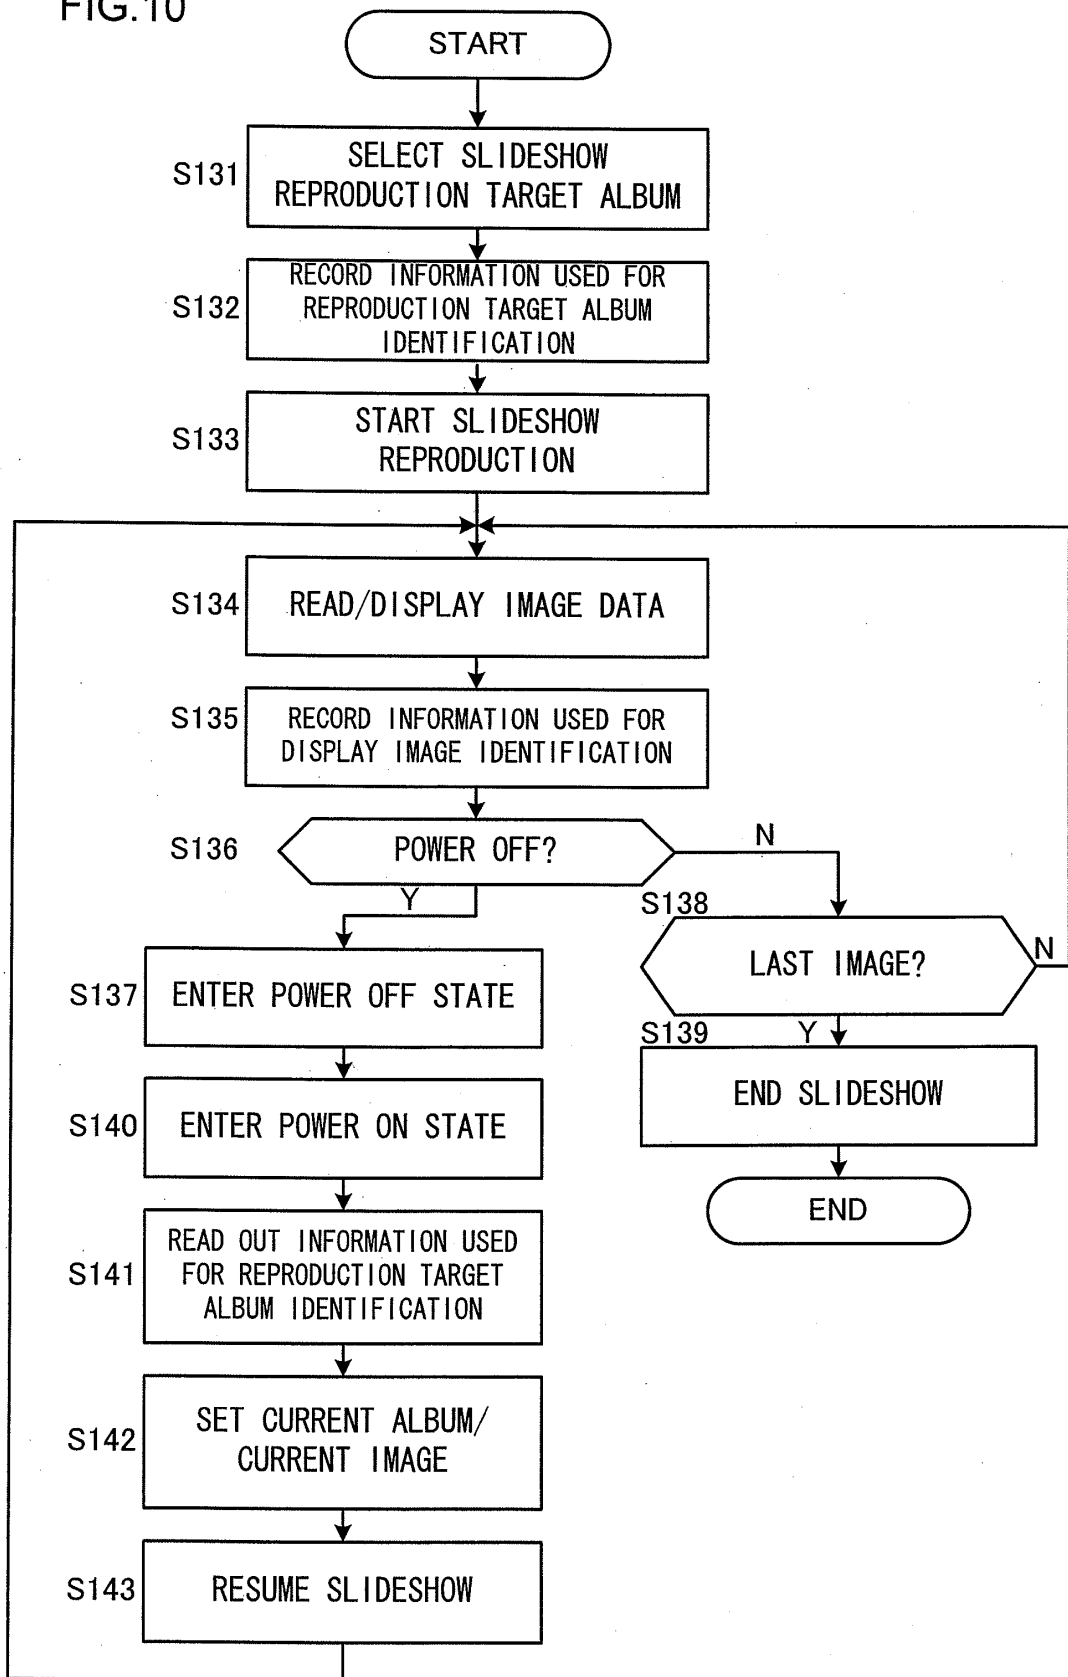 FIG.10
START
S131
SELECT SLIDESHOW
REPRODUCTION TARGET ALBUM
S132
RECORD INFORMATION USED FOR
REPRODUCTION TARGET ALBUM
IDENTIFICATION
S133
START SLIDESHOW
REPRODUCTION
S134
READ/DISPLAY IMAGE DATA
S135
RECORD INFORMATION USED FOR
DISPLAY IMAGE IDENTIFICATION
S136
POWER OFF?
N
Y
S138
LAST IMAGE?
N
S137
ENTER POWER OFF STATE
S139
Y
END SLIDESHOW
S140
ENTER POWER ON STATE
END
S141
READ OUT INFORMATION USED
FOR REPRODUCTION TARGET
ALBUM IDENTIFICATION
S142
SET CURRENT ALBUM/
CURRENT IMAGE
S143
RESUME SLIDESHOW